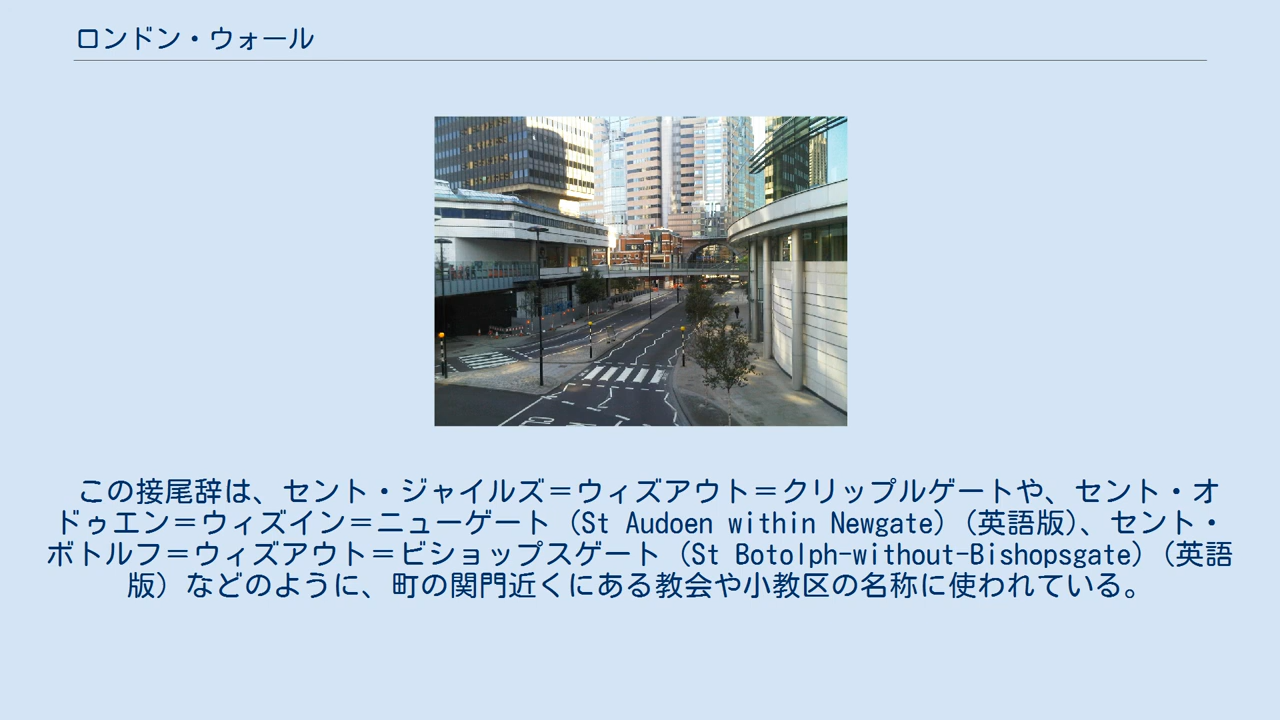 ロンドン・ウォール
この接尾辞は、セント・ジャイルズ＝ウィズアウト＝クリップルゲートや、セント・オ
ドゥエン＝ウィズイン＝ニューゲート（St Audoen within Newgate）（英語版）、セント・
ボトルフ＝ウィズアウト＝ビショップスゲート（St Botolph-without-Bishopsgate）（英語
版）などのように、町の関門近くにある教会や小教区の名称に使われている。